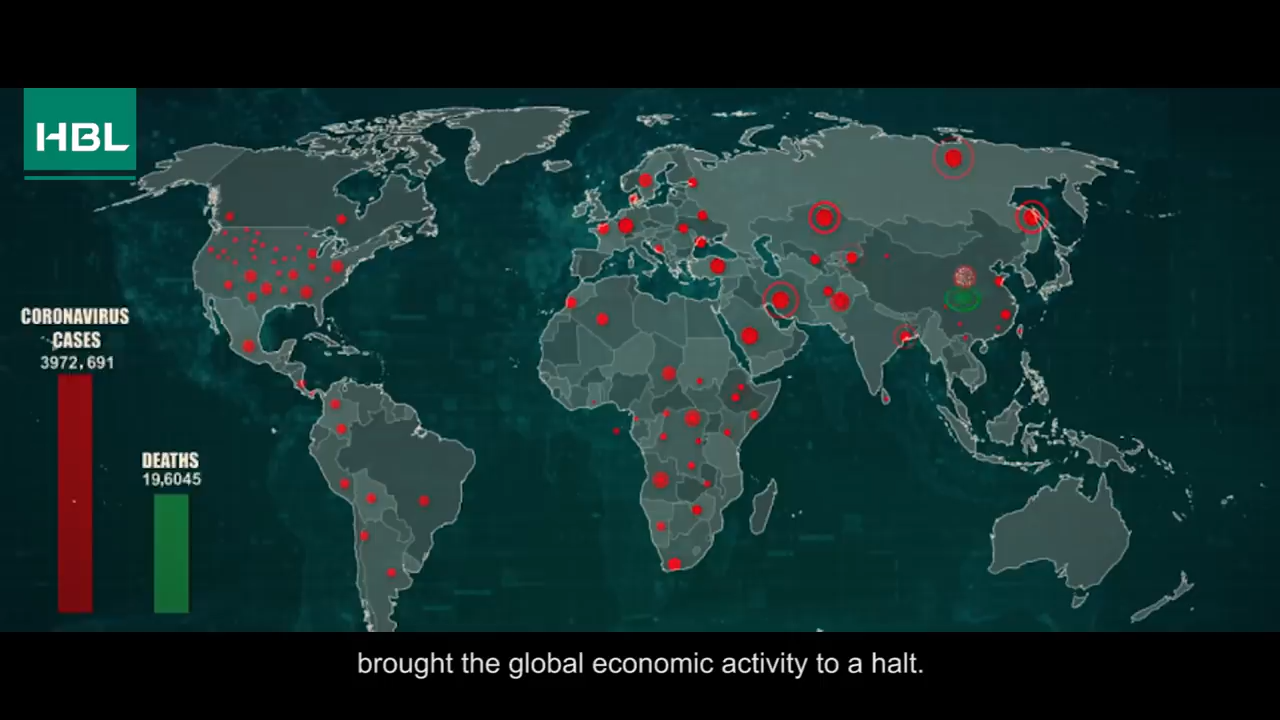 HBL
CORONAVIRUS
CASES
3972,691
DEATHS
19,6045
brought the global economic activity to a halt.